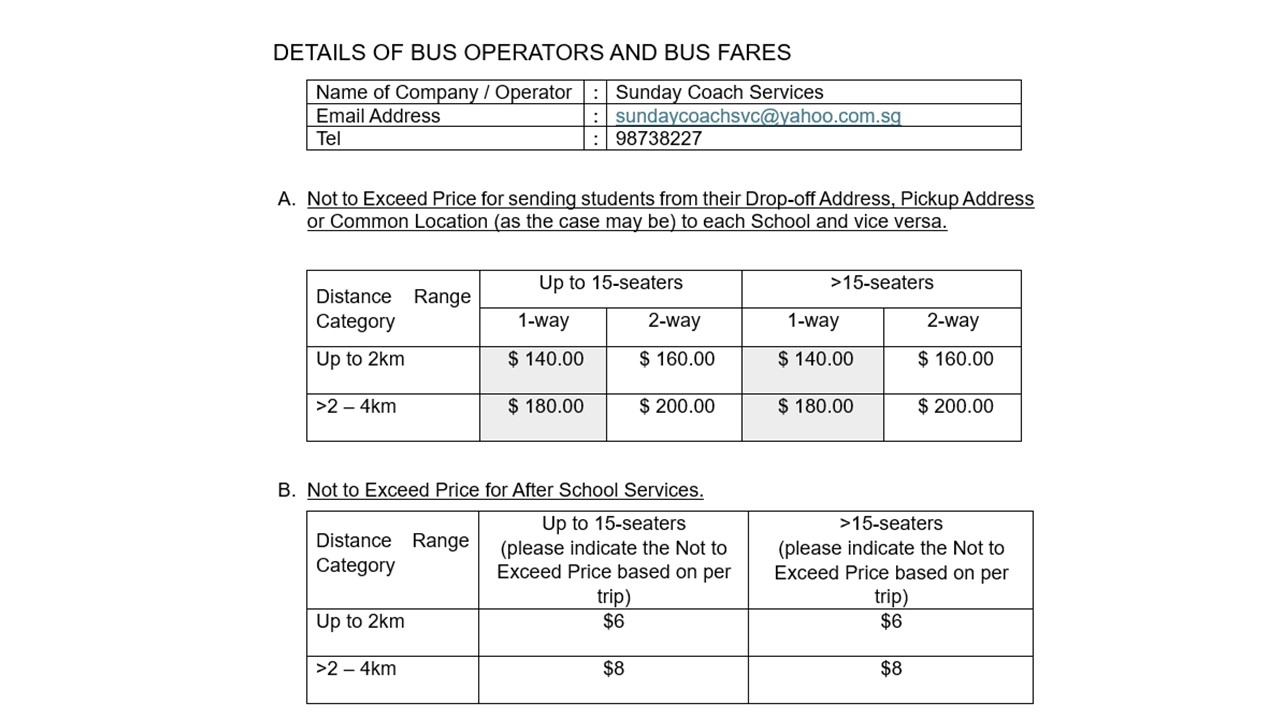 DETAILS OF BUS OPERATORS AND BUS FARES
Name of Company / Operator : Sunday Coach Services
Email Address : sundaycoachsvc@yahoo.com.sg
Tel : 98738227
A. Not to Exceed Price for sending students from their Drop-off Address, Pickup Address
or Common Location (as the case may be) to each School and vice versa.
Distance Range
Category
Up to 15-seaters
>15-seaters
1-way 2-way 1-way 2-way
Up to 2km $ 140.00 $ 160.00 $ 140.00 $ 160.00
>2 – 4km $ 180.00 $ 200.00 $ 180.00 $ 200.00
B. Not to Exceed Price for After School Services.
Distance Range
Category
Up to 15-seaters
(please indicate the Not to
Exceed Price based on per
trip)
>15-seaters
(please indicate the Not to
Exceed Price based on per
trip)
Up to 2km $6 $6
>2 – 4km $8 $8